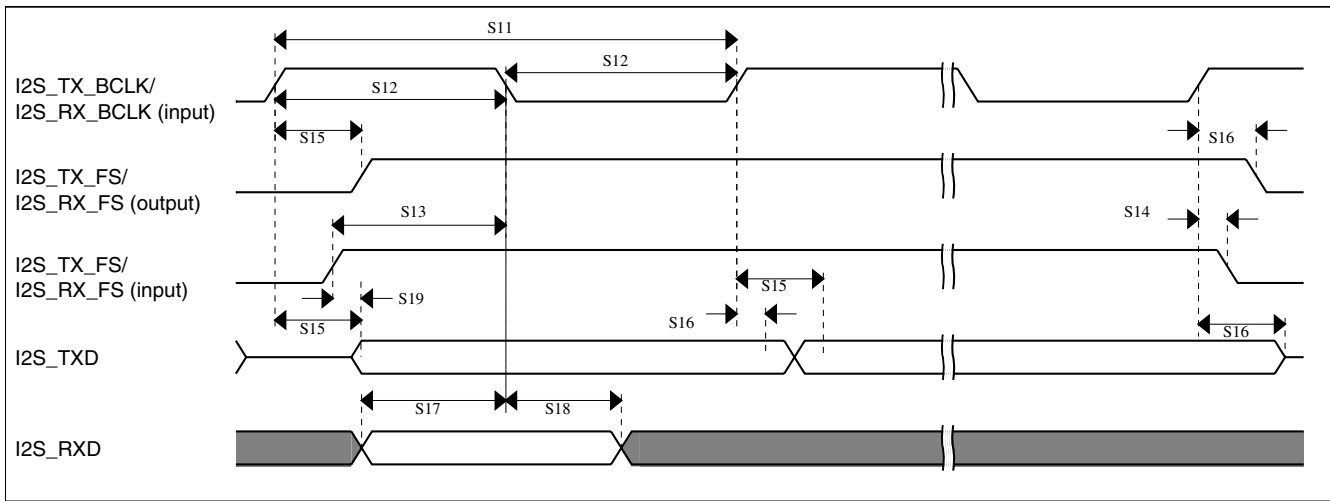 S11
I2S_TX_BCLK/
I2S_RX_BCLK (input)
S12
S12
S15
S16
I2S_TX_FS/
I2S_RX_FS (output)
S13
S14
I2S_TX_FS/
I2S_RX_FS (input)
S19
S15
S15
S16
S16
I2S_TXD
S17
S18
I2S_RXD